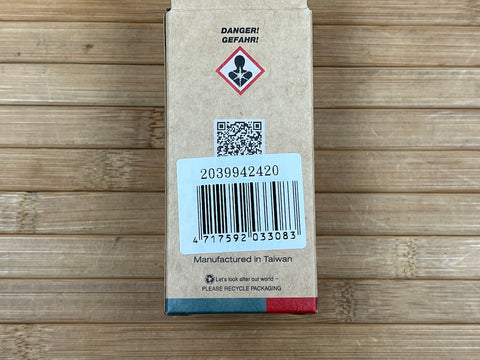 DANGER!
GEFAHR!
2039942420
4 717592 033083
Manufactured in Taiwan
Let's look after our world –
PLEASE RECYCLE PACKAGING